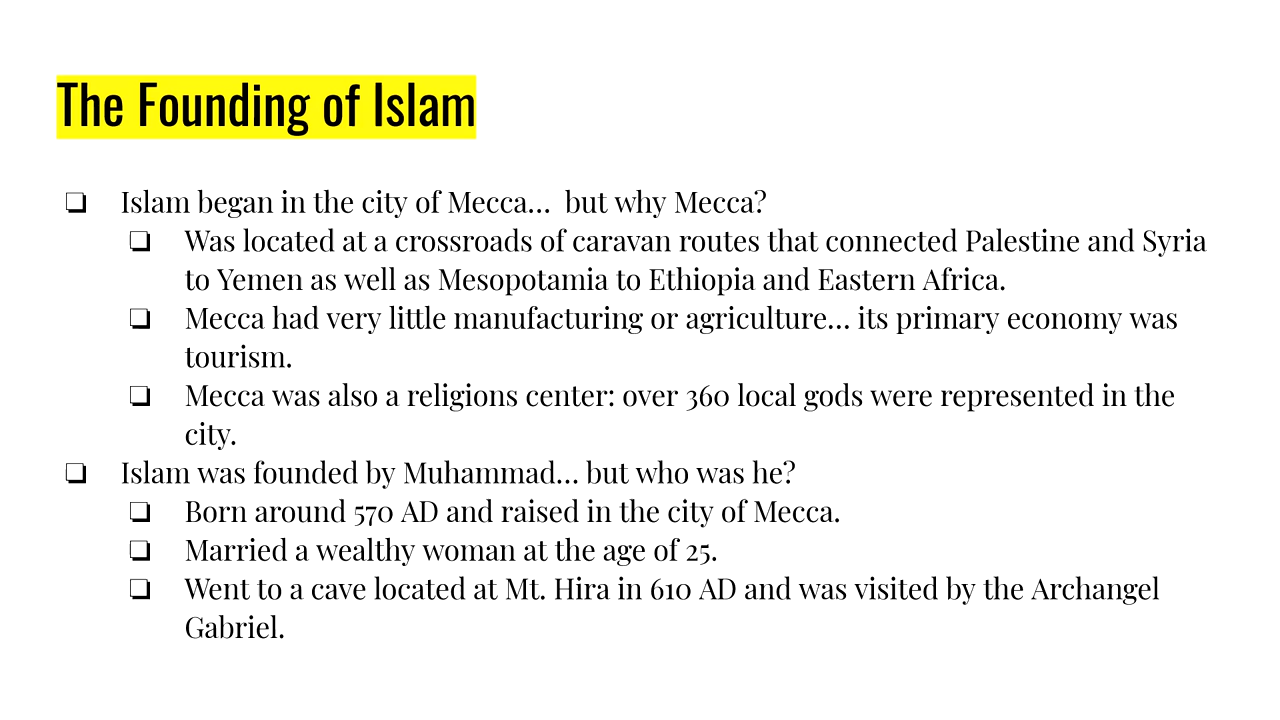 The Founding of Islam
❏ Islam began in the city of Mecca…  but why Mecca?
❏ Was located at a crossroads of caravan routes that connected Palestine and Syria
to Yemen as well as Mesopotamia to Ethiopia and Eastern Africa.
❏ Mecca had very little manufacturing or agriculture… its primary economy was
tourism.
❏ Mecca was also a religions center: over 360 local gods were represented in the
city.
❏ Islam was founded by Muhammad… but who was he?
❏ Born around 570 AD and raised in the city of Mecca.
❏ Married a wealthy woman at the age of 25.
❏ Went to a cave located at Mt. Hira in 610 AD and was visited by the Archangel
Gabriel.